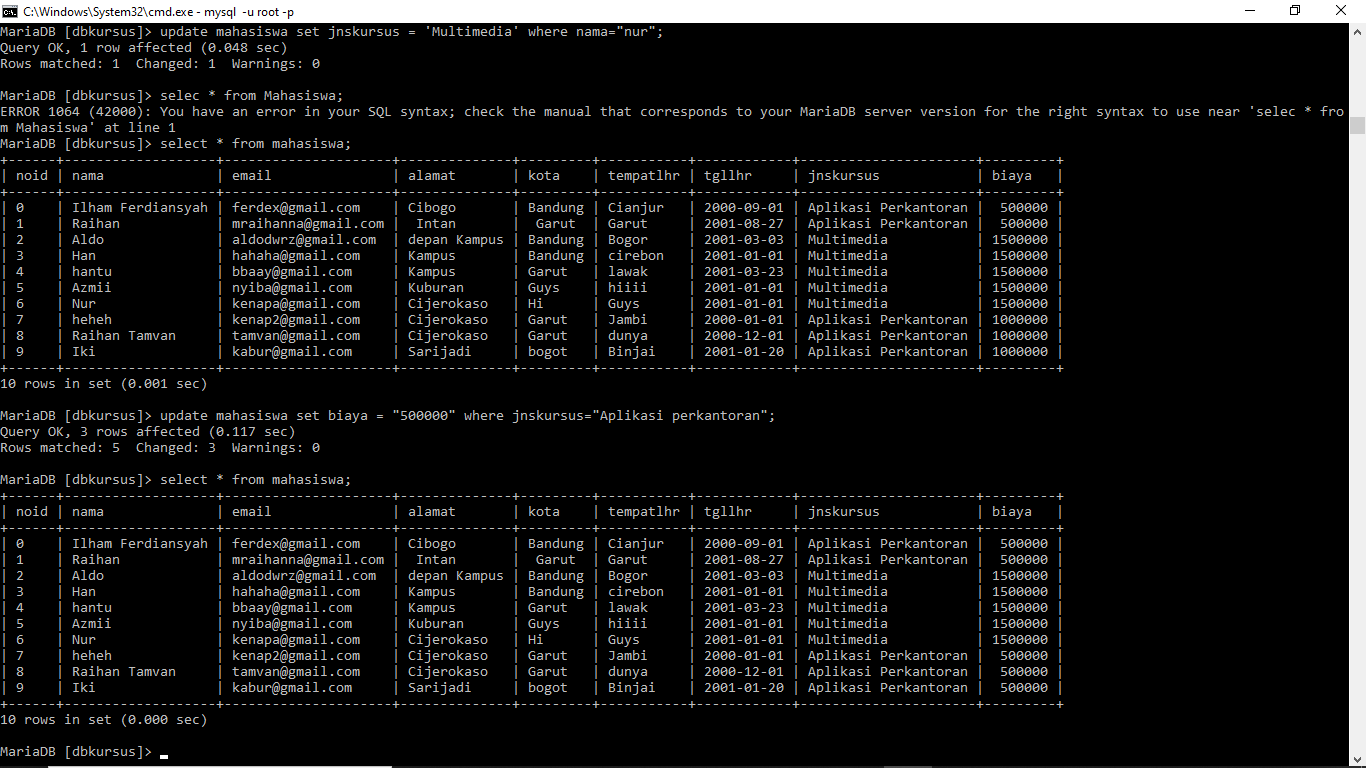 C:\Windows\System32\cmd.exe - mysql  -u root -p
MariaDB [dbkursus]> update mahasiswa set jnskursus = 'Multimedia' where nama="nur";
Query OK, 1 row affected (0.048 sec)
Rows matched: 1  Changed: 1  Warnings: 0
MariaDB [dbkursus]> selec * from Mahasiswa;
ERROR 1064 (42000): You have an error in your SQL syntax; check the manual that corresponds to your MariaDB server version for the right syntax to use near 'selec * fro
m Mahasiswa' at line 1
MariaDB [dbkursus]> select * from mahasiswa;
+------+-------------------+---------------------+--------------+---------+-----------+------------+----------------------+---------+
| noid | nama              | email               | alamat       | kota    | tempatlhr | tgllhr     | jnskursus            | biaya   |
+------+-------------------+---------------------+--------------+---------+-----------+------------+----------------------+---------+
| 0    | Ilham Ferdiansyah | ferdex@gmail.com    | Cibogo       | Bandung | Cianjur   | 2000-09-01 | Aplikasi Perkantoran |  500000 |
| 1    | Raihan            | mraihanna@gmail.com |  Intan       |  Garut  | Garut     | 2001-08-27 | Aplikasi Perkantoran |  500000 |
| 2    | Aldo              | aldodwrz@gmail.com  | depan Kampus | Bandung | Bogor     | 2001-03-03 | Multimedia           | 1500000 |
| 3    | Han               | hahaha@gmail.com    | Kampus       | Bandung | cirebon   | 2001-01-01 | Multimedia           | 1500000 |
| 4    | hantu             | bbaay@gmail.com     | Kampus       | Garut   | lawak     | 2001-03-23 | Multimedia           | 1500000 |
| 5    | Azmii             | nyiba@gmail.com     | Kuburan      | Guys    | hiiii     | 2001-01-01 | Multimedia           | 1500000 |
| 6    | Nur               | kenapa@gmail.com    | Cijerokaso   | Hi      | Guys      | 2001-01-01 | Multimedia           | 1500000 |
| 7    | heheh             | kenap2@gmail.com    | Cijerokaso   | Garut   | Jambi     | 2000-01-01 | Aplikasi Perkantoran | 1000000 |
| 8    | Raihan Tamvan     | tamvan@gmail.com    | Cijerokaso   | Garut   | dunya     | 2000-12-01 | Aplikasi Perkantoran | 1000000 |
| 9    | Iki               | kabur@gmail.com     | Sarijadi     | bogot   | Binjai    | 2001-01-20 | Aplikasi Perkantoran | 1000000 |
+------+-------------------+---------------------+--------------+---------+-----------+------------+----------------------+---------+
10 rows in set (0.001 sec)
MariaDB [dbkursus]> update mahasiswa set biaya = "500000" where jnskursus="Aplikasi perkantoran";
Query OK, 3 rows affected (0.117 sec)
Rows matched: 5  Changed: 3  Warnings: 0
MariaDB [dbkursus]> select * from mahasiswa;
+------+-------------------+---------------------+--------------+---------+-----------+------------+----------------------+---------+
| noid | nama              | email               | alamat       | kota    | tempatlhr | tgllhr     | jnskursus            | biaya   |
+------+-------------------+---------------------+--------------+---------+-----------+------------+----------------------+---------+
| 0    | Ilham Ferdiansyah | ferdex@gmail.com    | Cibogo       | Bandung | Cianjur   | 2000-09-01 | Aplikasi Perkantoran |  500000 |
| 1    | Raihan            | mraihanna@gmail.com |  Intan       |  Garut  | Garut     | 2001-08-27 | Aplikasi Perkantoran |  500000 |
| 2    | Aldo              | aldodwrz@gmail.com  | depan Kampus | Bandung | Bogor     | 2001-03-03 | Multimedia           | 1500000 |
| 3    | Han               | hahaha@gmail.com    | Kampus       | Bandung | cirebon   | 2001-01-01 | Multimedia           | 1500000 |
| 4    | hantu             | bbaay@gmail.com     | Kampus       | Garut   | lawak     | 2001-03-23 | Multimedia           | 1500000 |
| 5    | Azmii             | nyiba@gmail.com     | Kuburan      | Guys    | hiiii     | 2001-01-01 | Multimedia           | 1500000 |
| 6    | Nur               | kenapa@gmail.com    | Cijerokaso   | Hi      | Guys      | 2001-01-01 | Multimedia           | 1500000 |
| 7    | heheh             | kenap2@gmail.com    | Cijerokaso   | Garut   | Jambi     | 2000-01-01 | Aplikasi Perkantoran |  500000 |
| 8    | Raihan Tamvan     | tamvan@gmail.com    | Cijerokaso   | Garut   | dunya     | 2000-12-01 | Aplikasi Perkantoran |  500000 |
| 9    | Iki               | kabur@gmail.com     | Sarijadi     | bogot   | Binjai    | 2001-01-20 | Aplikasi Perkantoran |  500000 |
+------+-------------------+---------------------+--------------+---------+-----------+------------+----------------------+---------+
10 rows in set (0.000 sec)
MariaDB [dbkursus]> _